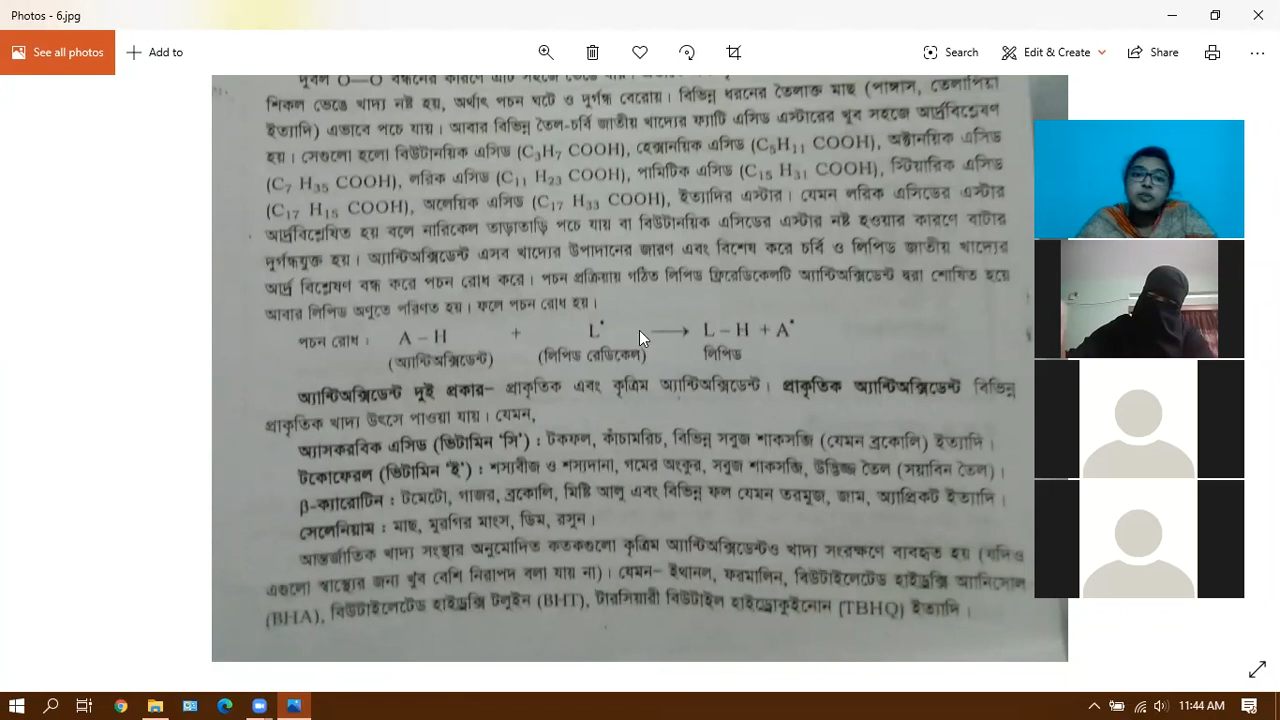 Photos - 6.jpg
See all photos
Add to
Search
Edit & Create
Share
দুর্বল O—O বন্ধনের কারণে এটি সহজে ভেঙে যায়।
শিকল ভেঙে খাদ্য নষ্ট হয়, অর্থাৎ পচন ঘটে ও দুর্গন্ধ বেরোয়। বিভিন্ন ধরনের তৈলাক্ত মাছ (পাঙ্গাস, তেলাপিয়া
ইত্যাদি) এভাবে পচে যায়। আবার বিভিন্ন তৈল-চর্বি জাতীয় খাদ্যের ফ্যাটি এসিড এস্টারের খুব সহজে আর্দ্রবিশ্লেষণ
হয়। সেগুলো হলো বিউটানয়িক এসিড (C₃H₇ COOH), হেক্সানয়িক এসিড (C₅H₁₁ COOH), অক্টানয়িক এসিড
(C₇ H₃₅ COOH), লরিক এসিড (C₁₁ H₂₃ COOH), পামিটিক এসিড (C₁₅ H₃₁ COOH), স্টিয়ারিক এসিড
(C₁₇ H₁₅ COOH), অলেয়িক এসিড (C₁₇ H₃₃ COOH), ইত্যাদির এস্টার। যেমন লরিক এসিডের এস্টার
আর্দ্রবিশ্লেষিত হয় বলে নারিকেল তাড়াতাড়ি পচে যায় বা বিউটানয়িক এসিডের এস্টার নষ্ট হওয়ার কারণে বাটার
দুর্গন্ধযুক্ত হয়। অ্যান্টিঅক্সিডেন্ট এসব খাদ্যের উপাদানের জারণ এবং বিশেষ করে চর্বি ও লিপিড জাতীয় খাদ্যের
আর্দ্র বিশ্লেষণ বন্ধ করে পচন রোধ করে। পচন প্রক্রিয়ায় গঠিত লিপিড ফ্রিরেডিকেলটি অ্যান্টিঅক্সিডেন্ট দ্বরা শোষিত হয়ে
আবার লিপিড অণুতে পরিণত হয়। ফলে পচন রোধ হয়।
পচন রোধ : A – H + L• ⟶ L – H + A•
(অ্যান্টিঅক্সিডেন্ট) (লিপিড রেডিকেল) লিপিড
অ্যান্টিঅক্সিডেন্ট দুই প্রকার– প্রাকৃতিক এবং কৃত্রিম অ্যান্টিঅক্সিডেন্ট। প্রাকৃতিক অ্যান্টিঅক্সিডেন্ট বিভিন্ন
প্রাকৃতিক খাদ্য উৎসে পাওয়া যায়। যেমন,
অ্যাসকরবিক এসিড (ভিটামিন ‘সি’) : টকফল, কাঁচামরিচ, বিভিন্ন সবুজ শাকসব্জি (যেমন ব্রকোলি) ইত্যাদি।
টকোফেরল (ভিটামিন ‘ই’) : শস্যবীজ ও শস্যদানা, গমের অংকুর, সবুজ শাকসব্জি, উদ্ভিজ্জ তৈল (সয়াবিন তৈল)।
β-ক্যারোটিন : টমেটো, গাজর, ব্রকোলি, মিষ্টি আলু এবং বিভিন্ন ফল যেমন তরমুজ, জাম, অ্যাপ্রিকট ইত্যাদি।
সেলেনিয়াম : মাছ, মুরগির মাংস, ডিম, রসুন।
আন্তর্জাতিক খাদ্য সংস্থার অনুমোদিত কতকগুলো কৃত্রিম অ্যান্টিঅক্সিডেন্টও খাদ্য সংরক্ষণে ব্যবহৃত হয় (যদিও
এগুলো স্বাস্থ্যের জন্য খুব বেশি নিরাপদ বলা যায় না)। যেমন– ইথানল, ফরমালিন, বিউটাইলেটেড হাইড্রক্সি অ্যানিসোল
(BHA), বিউটাইলেটেড হাইড্রক্সি টলুইন (BHT), টারসিয়ারী বিউটাইল হাইড্রোকুইনোন (TBHQ) ইত্যাদি।
11:44 AM